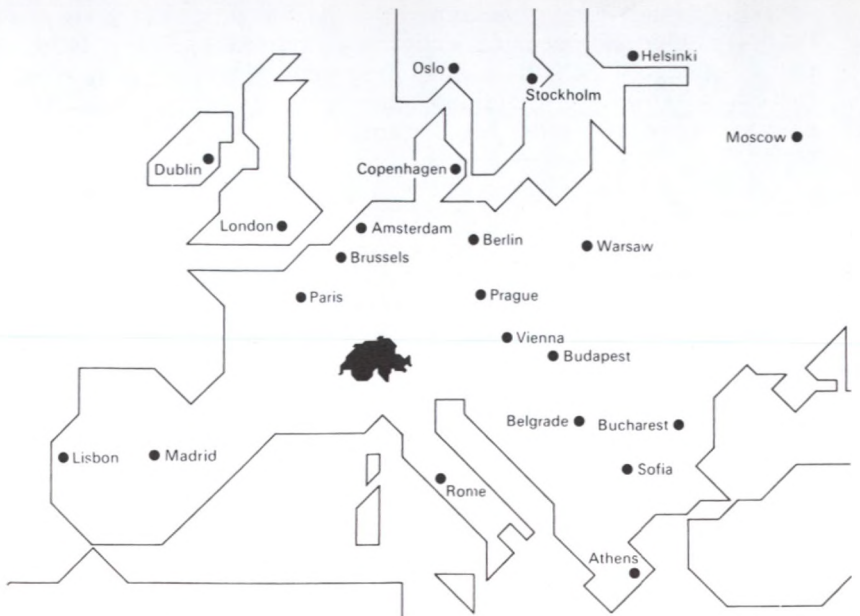 Helsinki
Oslo
Stockholm
Moscow
Dublin
Copenhagen
London
Amsterdam
Berlin
Warsaw
Brussels
Paris
Prague
Vienna
Budapest
Belgrade
Bucharest
Lisbon
Madrid
Sofia
Rome
Athens